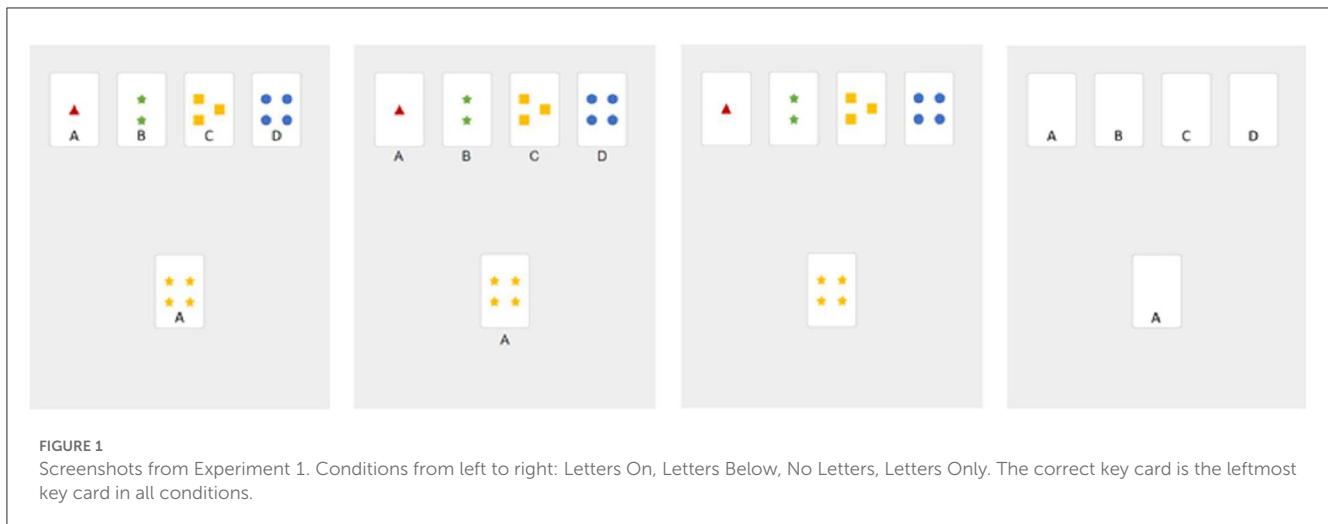 A B C D
A
A B C D
A
A B C D
A
FIGURE 1
Screenshots from Experiment 1. Conditions from left to right: Letters On, Letters Below, No Letters, Letters Only. The correct key card is the leftmost
key card in all conditions.